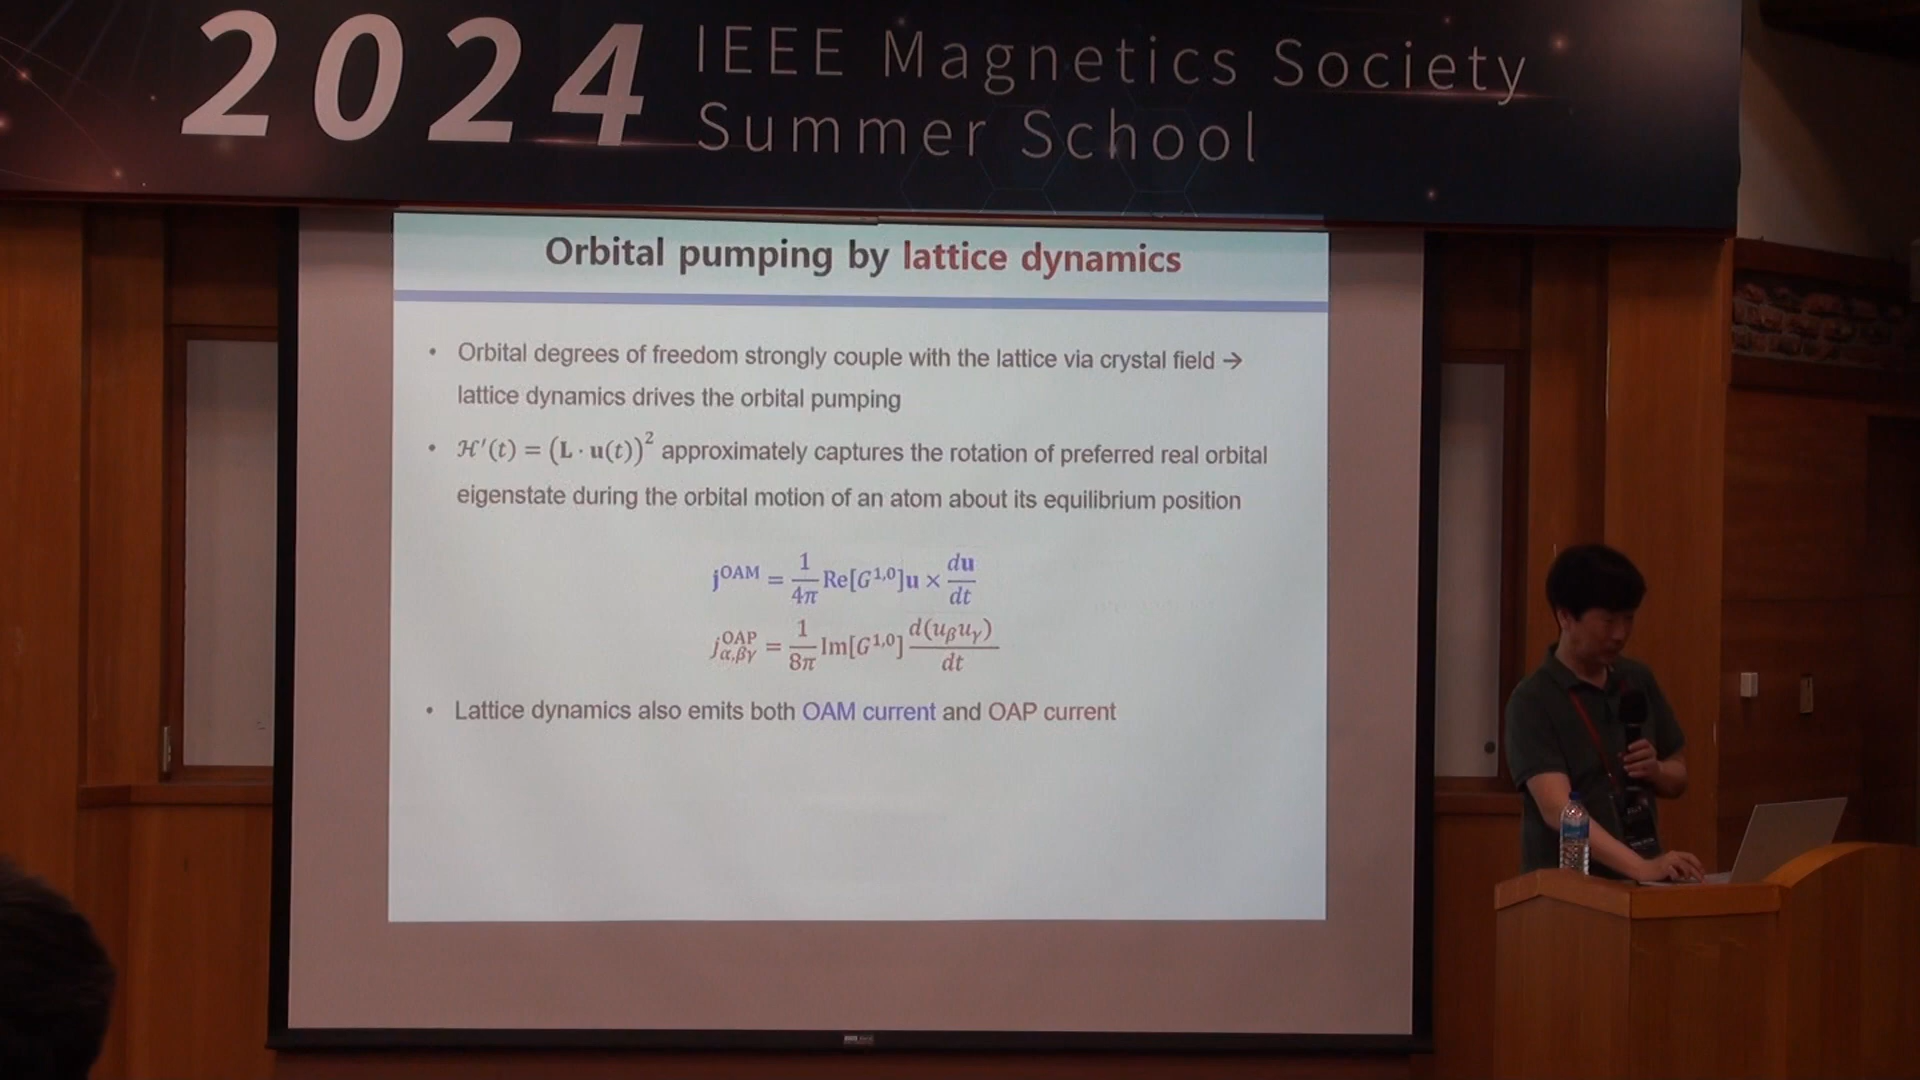 2024 IEEE Magnetics Society
Summer School
Orbital pumping by lattice dynamics
• Orbital degrees of freedom strongly couple with the lattice via crystal field →
lattice dynamics drives the orbital pumping
• ℋ′(t) = (L · u(t))² approximately captures the rotation of preferred real orbital
eigenstate during the orbital motion of an atom about its equilibrium position
j^OAM = 1/4π Re[G^1,0]u × du/dt
j^OAP_α,βγ = 1/8π Im[G^1,0] d(u_βu_γ)/dt
• Lattice dynamics also emits both OAM current and OAP current